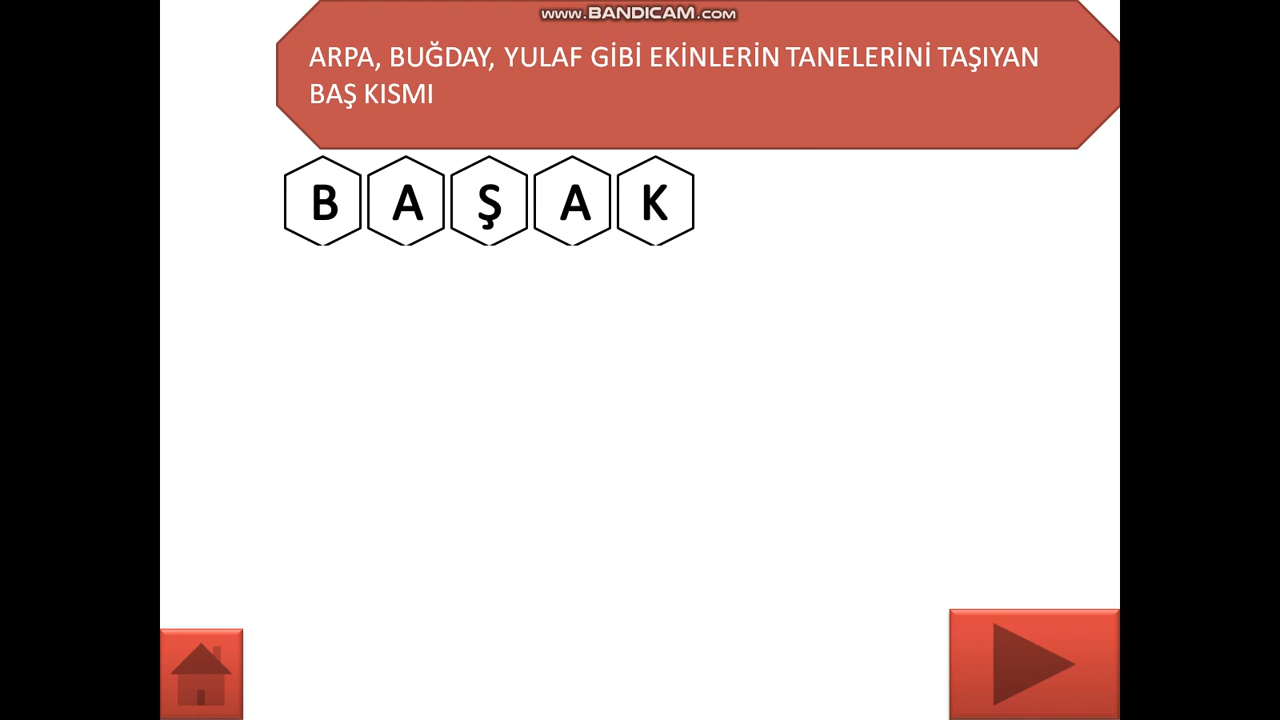 www.BANDICAM.com
ARPA, BUĞDAY, YULAF GİBİ EKİNLERİN TANELERİNİ TAŞIYAN
BAŞ KISMI
B A Ş A K